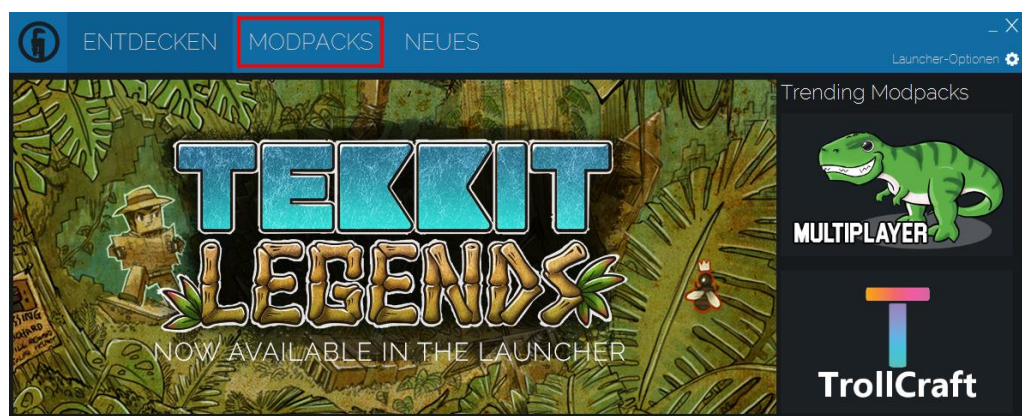 ENTDECKEN MODPACKS NEUES
Launcher-Optionen
Trending Modpacks
TEKKIT
LEGENDS
NOW AVAILABLE IN THE LAUNCHER
MULTIPLAYER
T
TrollCraft